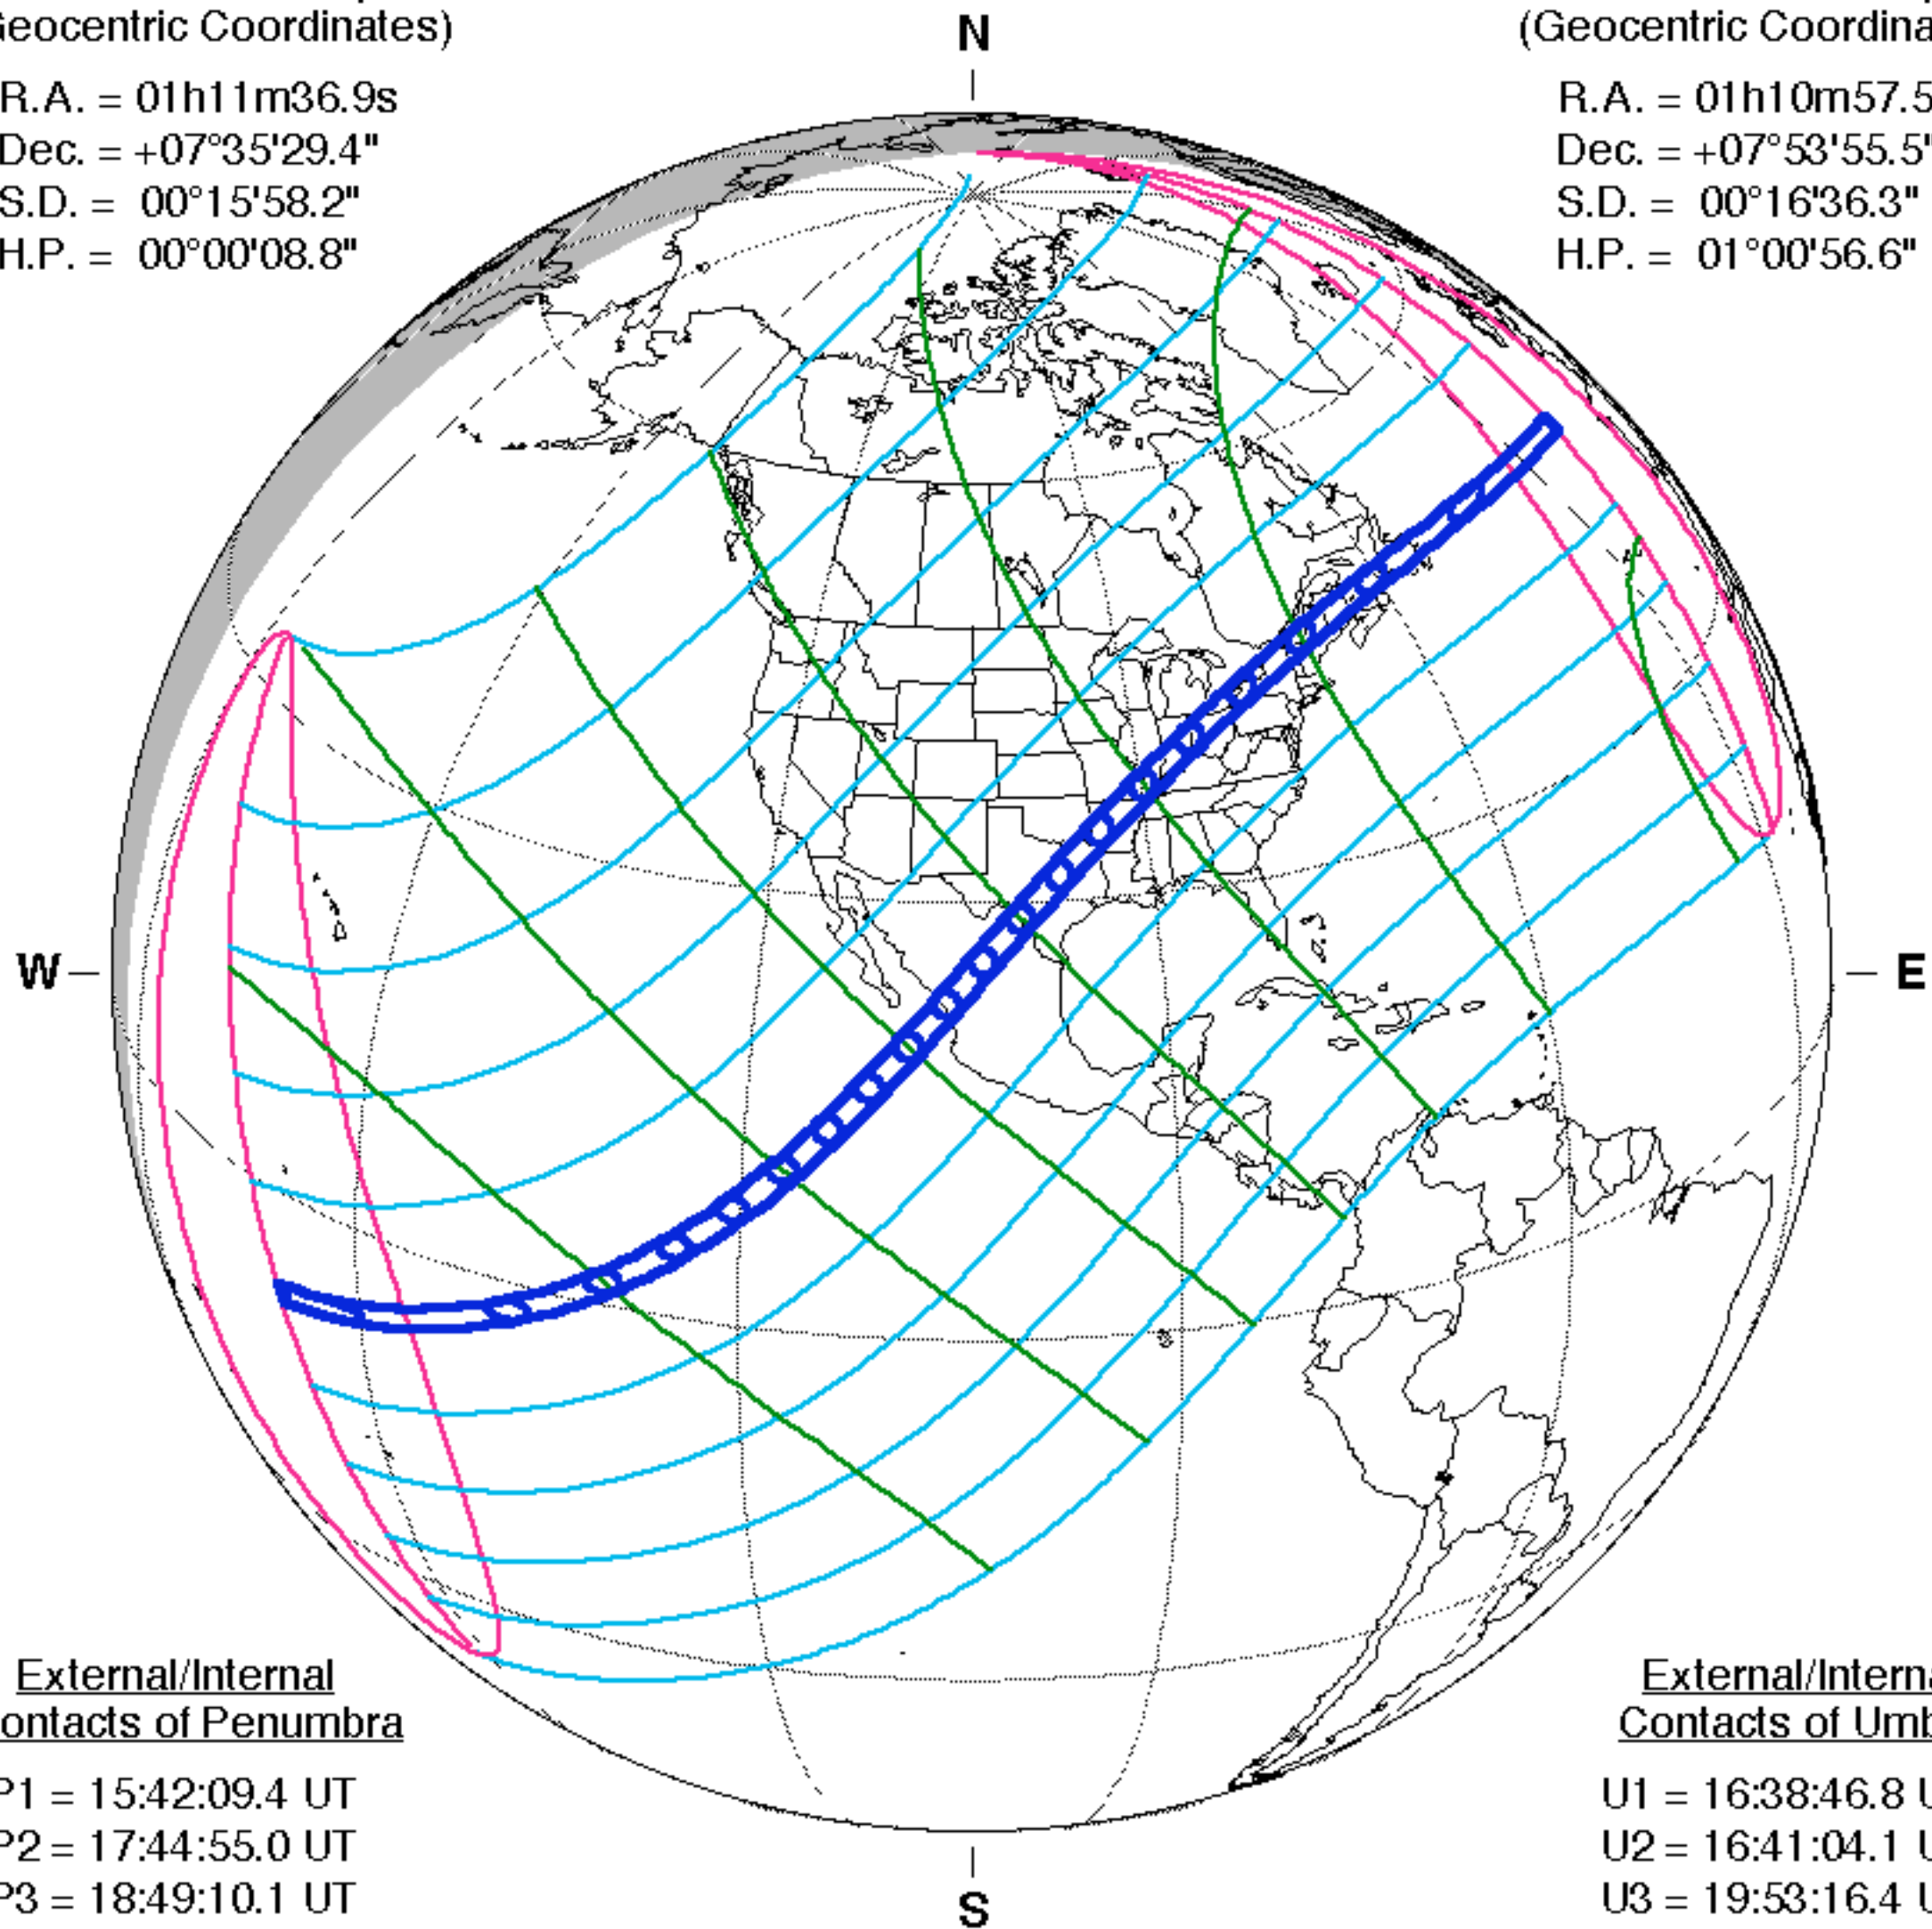 eocentric Coordinates)
R.A. = 01h11m36.9s
Dec. = +07°35'29.4"
S.D. = 00°15'58.2"
H.P. = 00°00'08.8"
N
(Geocentric Coordina
R.A. = 01h10m57.5
Dec. = +07°53'55.5"
S.D. = 00°16'36.3"
H.P. = 01°00'56.6"
W
E
External/Internal
ontacts of Penumbra
P1 = 15:42:09.4 UT
P2 = 17:44:55.0 UT
P3 = 18:49:10.1 UT
S
External/Interna
Contacts of Umb
U1 = 16:38:46.8 U
U2 = 16:41:04.1 U
U3 = 19:53:16.4 U